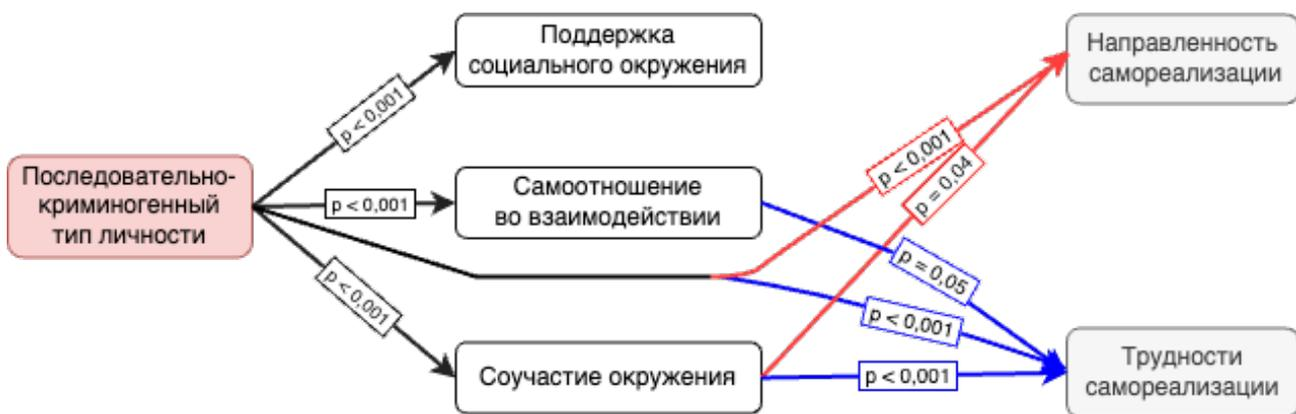 Поддержка
социального окружения
Направленность
самореализации
p < 0,001
p < 0,001
p = 0,04
Последовательно-
криминогенный
тип личности
p < 0,001
Самоотношение
во взаимодействии
p = 0,05
p < 0,001
p < 0,001
Соучастие окружения
p < 0,001
Трудности
самореализации